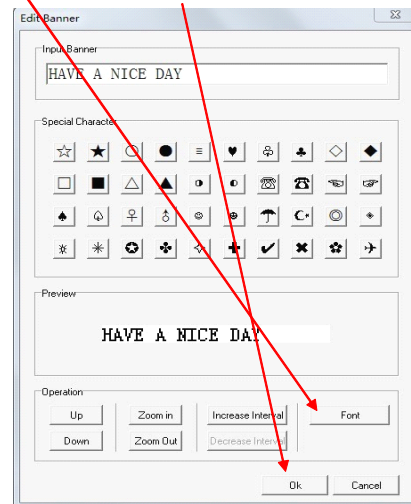 Edit Banner
Input Banner
HAVE A NICE DAY
Special Character
Preview
HAVE A NICE DAY
Operation
Up
Zoom in
Increase Interval
Font
Down
Zoom Out
Decrease Interval
Ok
Cancel